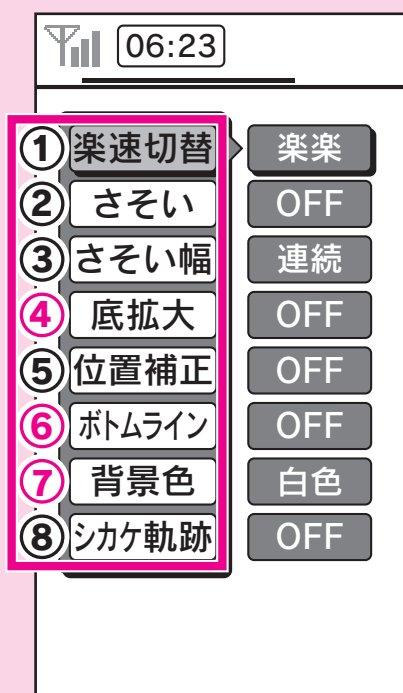 06:23
①楽速切替 楽楽
②さそい OFF
③さそい幅 連続
④底拡大 OFF
⑤位置補正 OFF
⑥ボトムライン OFF
⑦背景色 白色
⑧シカケ軌跡 OFF